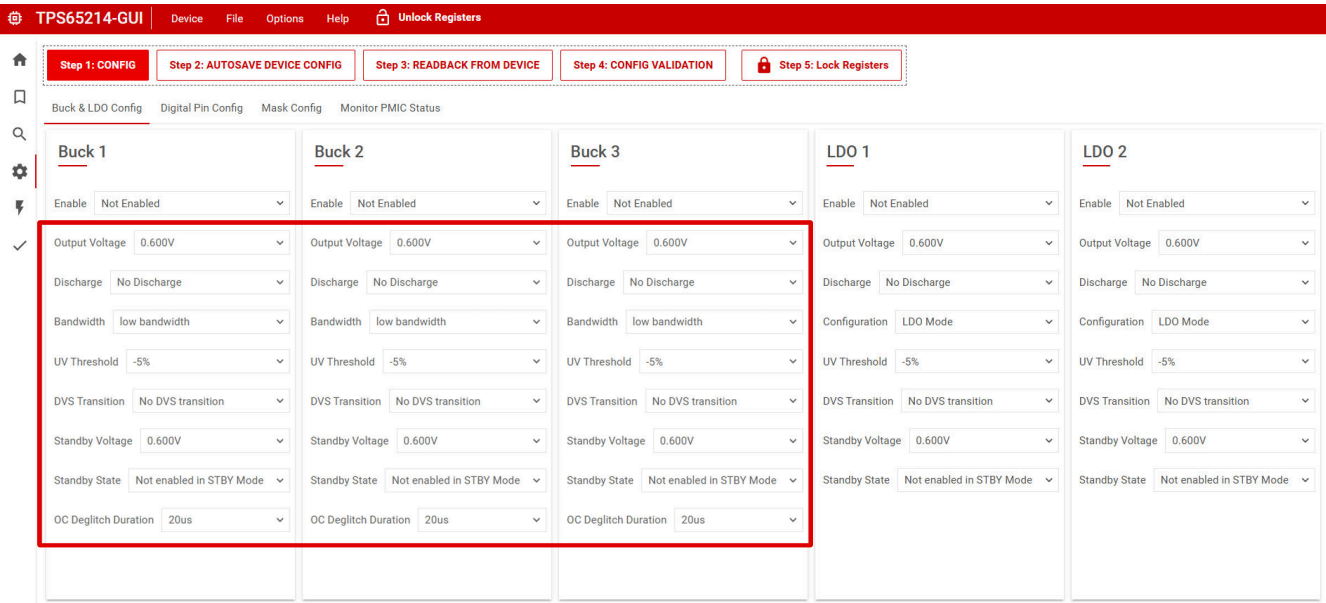 TPS65214-GUI Device File Options Help Unlock Registers
Step 1: CONFIG Step 2: AUTOSAVE DEVICE CONFIG Step 3: READBACK FROM DEVICE Step 4: CONFIG VALIDATION Step 5: Lock Registers
Buck & LDO Config Digital Pin Config Mask Config Monitor PMIC Status
Buck 1
Enable Not Enabled
Output Voltage 0.600V
Discharge No Discharge
Bandwidth low bandwidth
UV Threshold -5%
DVS Transition No DVS transition
Standby Voltage 0.600V
Standby State Not enabled in STBY Mode
OC Deglitch Duration 20us
Buck 2
Enable Not Enabled
Output Voltage 0.600V
Discharge No Discharge
Bandwidth low bandwidth
UV Threshold -5%
DVS Transition No DVS transition
Standby Voltage 0.600V
Standby State Not enabled in STBY Mode
OC Deglitch Duration 20us
Buck 3
Enable Not Enabled
Output Voltage 0.600V
Discharge No Discharge
Bandwidth low bandwidth
UV Threshold -5%
DVS Transition No DVS transition
Standby Voltage 0.600V
Standby State Not enabled in STBY Mode
OC Deglitch Duration 20us
LDO 1
Enable Not Enabled
Output Voltage 0.600V
Discharge No Discharge
Configuration LDO Mode
UV Threshold -5%
DVS Transition No DVS transition
Standby Voltage 0.600V
Standby State Not enabled in STBY Mode
LDO 2
Enable Not Enabled
Output Voltage 0.600V
Discharge No Discharge
Configuration LDO Mode
UV Threshold -5%
DVS Transition No DVS transition
Standby Voltage 0.600V
Standby State Not enabled in STBY Mode